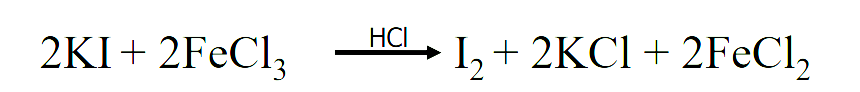 2KI + 2FeCl₃ HCl → I₂ + 2KCl + 2FeCl₂